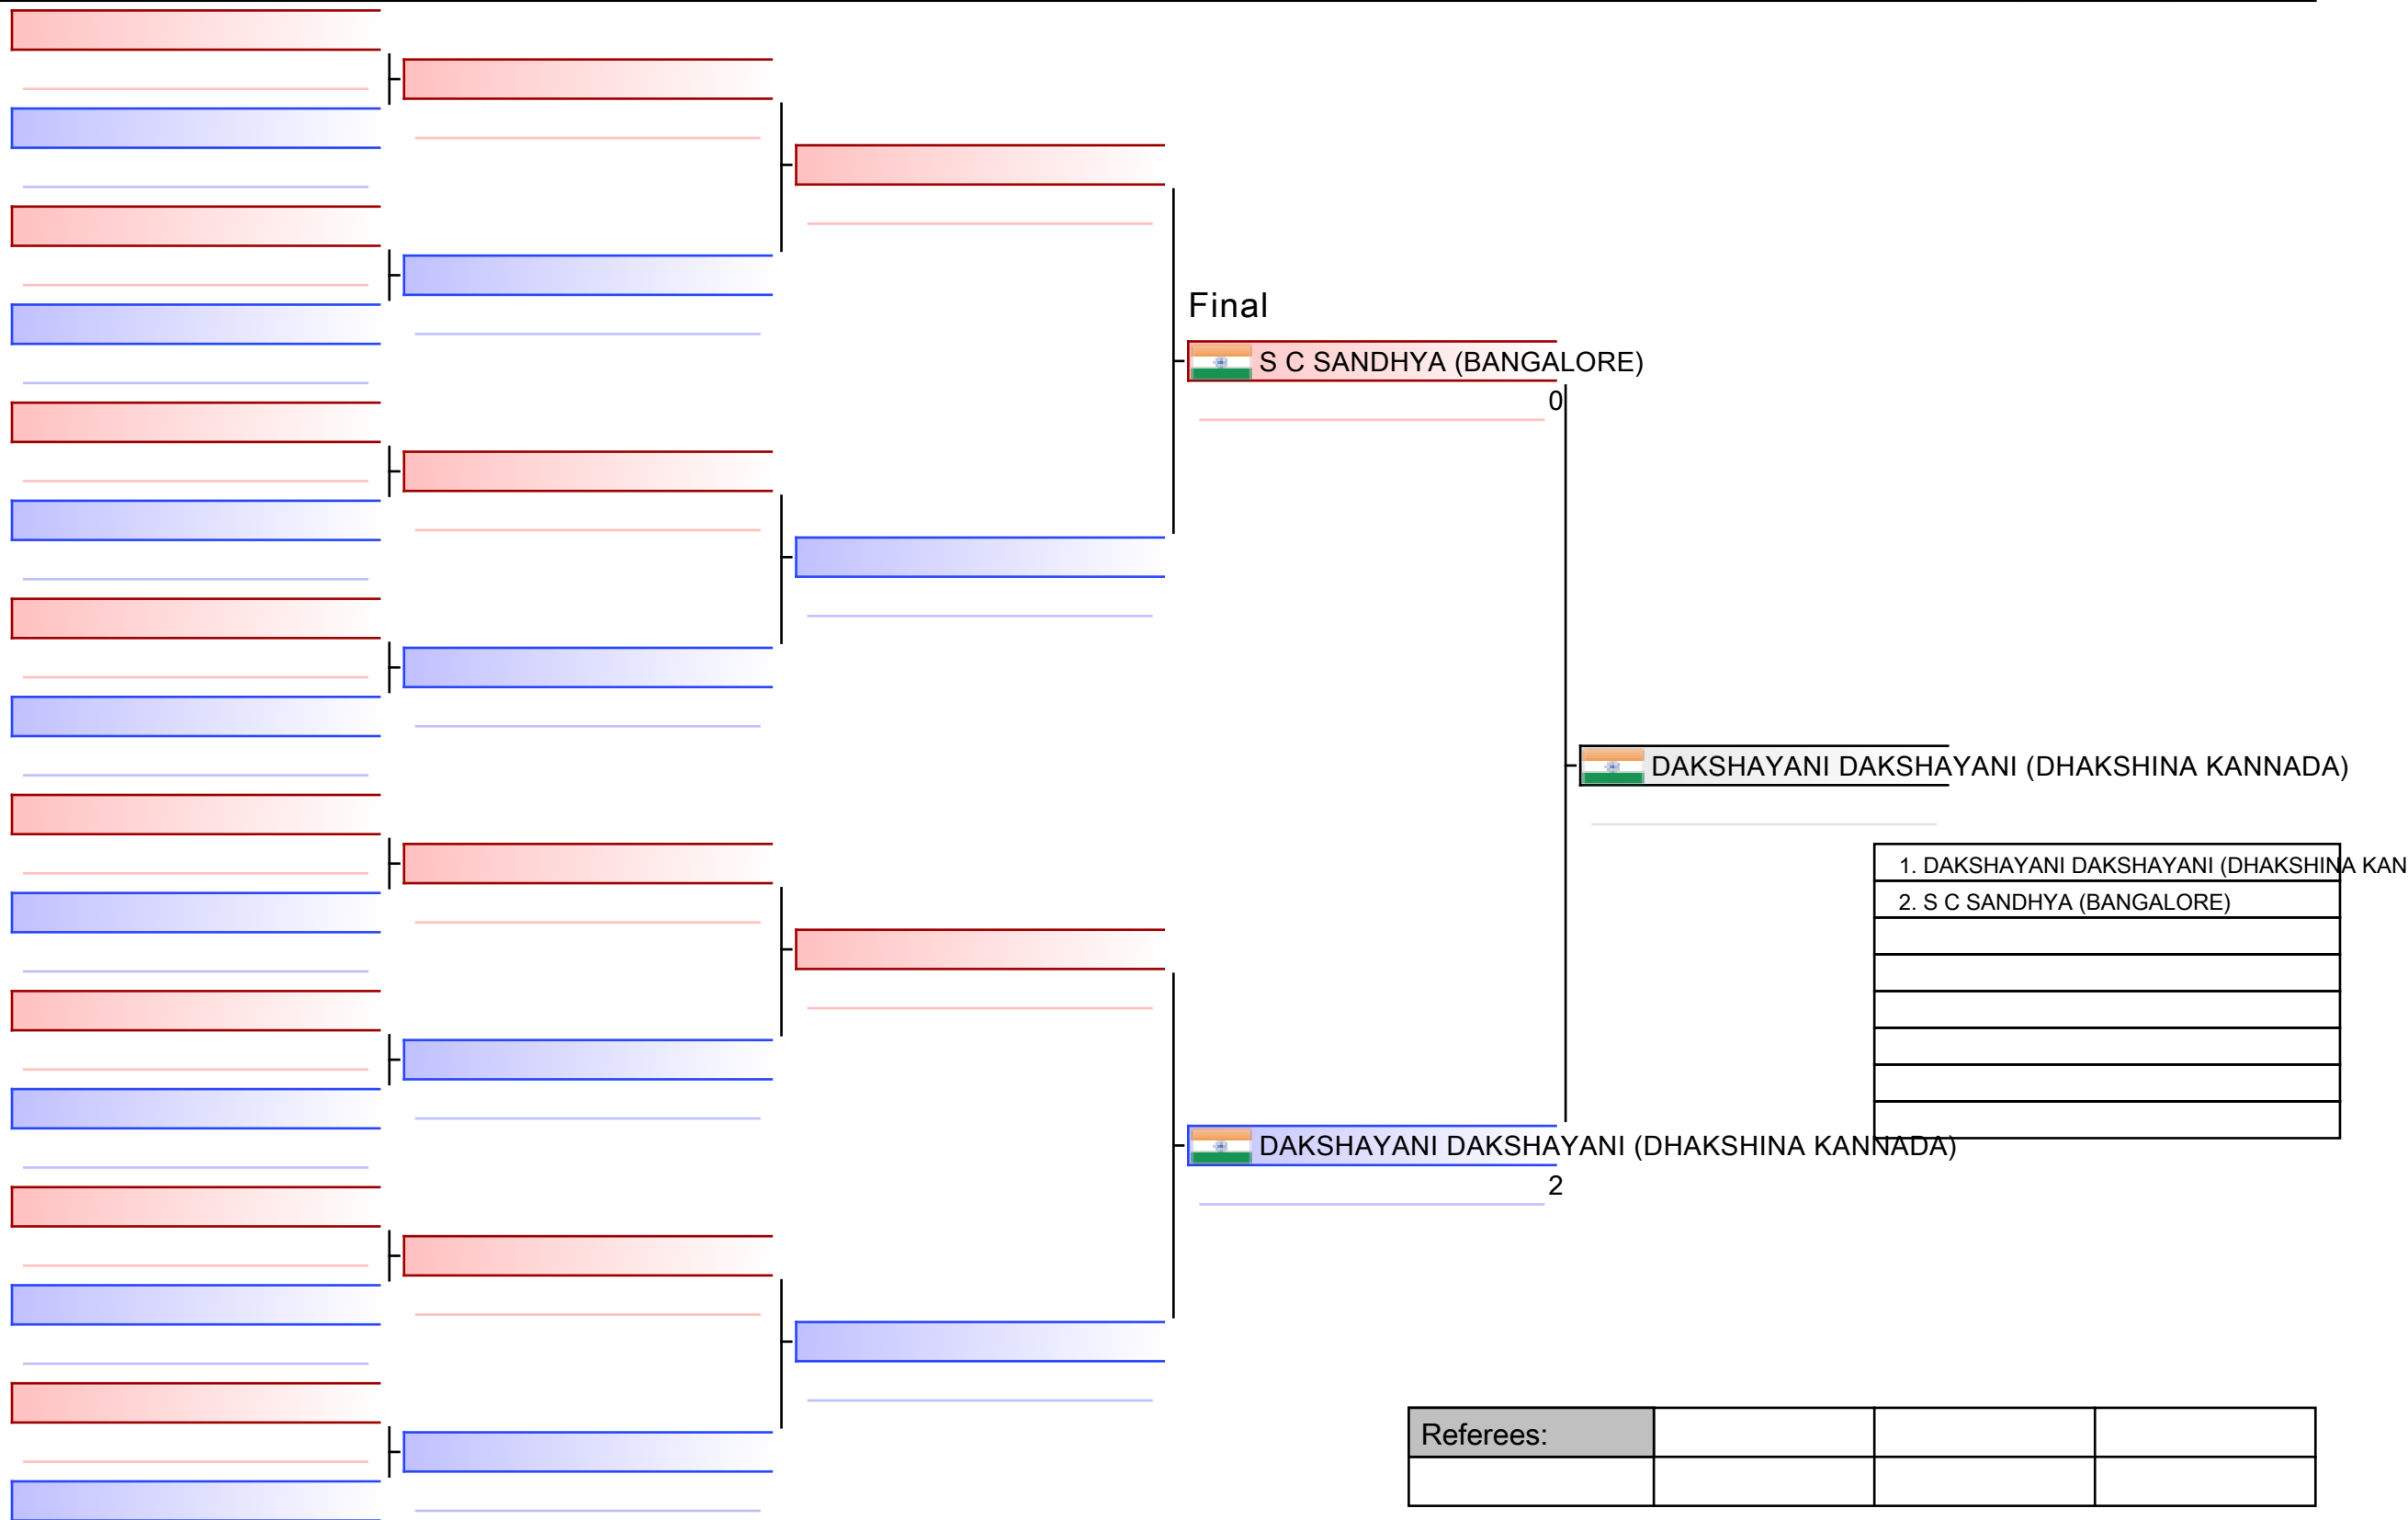 Final
S C SANDHYA (BANGALORE)
0
DAKSHAYANI DAKSHAYANI (DHAKSHINA KANNADA)
1. DAKSHAYANI DAKSHAYANI (DHAKSHINA KAN
2. S C SANDHYA (BANGALORE)
DAKSHAYANI DAKSHAYANI (DHAKSHINA KANNADA)
2
Referees: